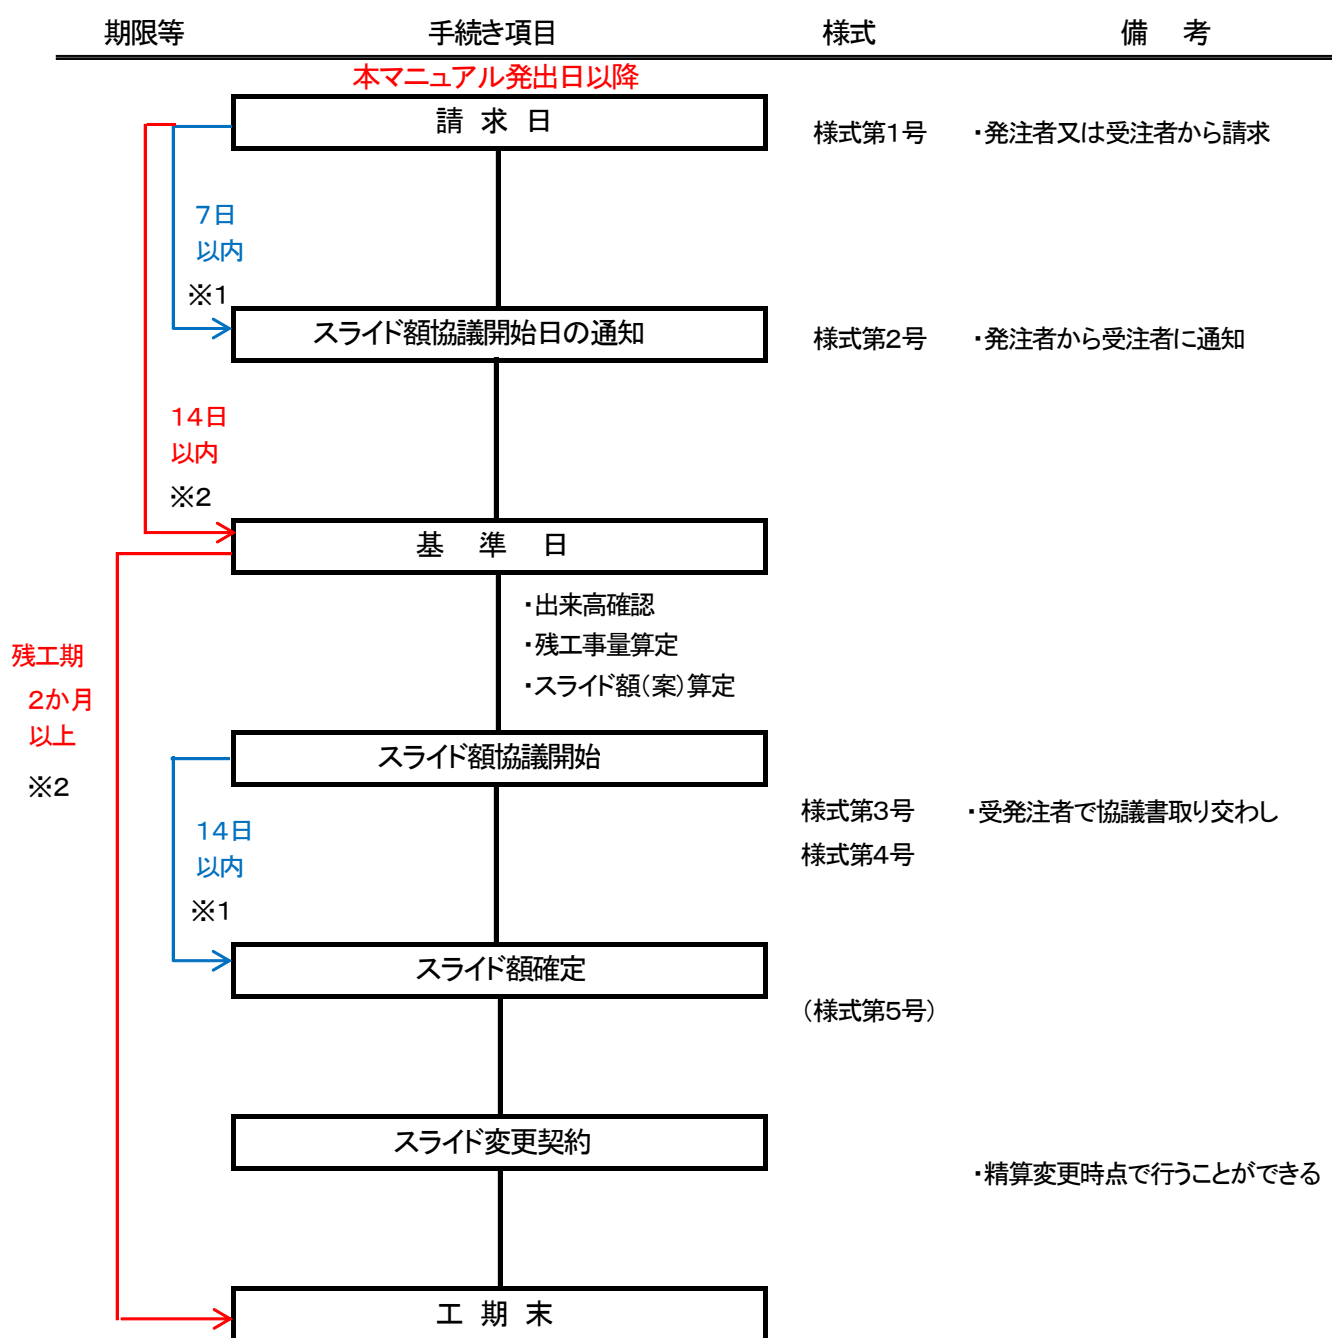 期限等 手続き項目 様式 備 考
本マニュアル発出日以降
請 求 日
様式第1号 ・発注者又は受注者から請求
7日
以内
※1
スライド額協議開始日の通知
様式第2号 ・発注者から受注者に通知
14日
以内
※2
基 準 日
・出来高確認
・残工事量算定
・スライド額(案)算定
残工期
2か月
以上
※2
スライド額協議開始
様式第3号 ・受発注者で協議書取り交わし
様式第4号
14日
以内
※1
スライド額確定
(様式第5号)
スライド変更契約
・精算変更時点で行うことができる
工 期 末